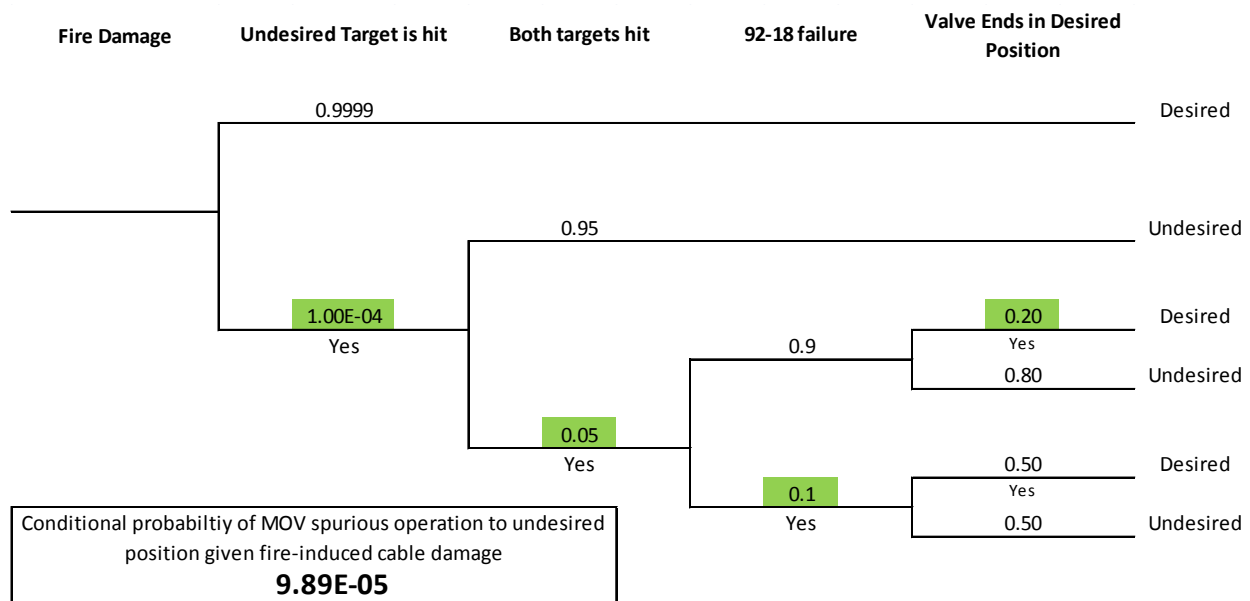 Fire Damage
Undesired Target is hit
Both targets hit
92-18 failure
Valve Ends in Desired
Position
0.9999
Desired
0.95
Undesired
1.00E-04
Yes
0.20
Yes
Desired
0.9
0.80
Undesired
0.05
Yes
0.50
Yes
Desired
0.1
Yes
0.50
Undesired
Conditional probabiltiy of MOV spurious operation to undesired
position given fire-induced cable damage
9.89E-05